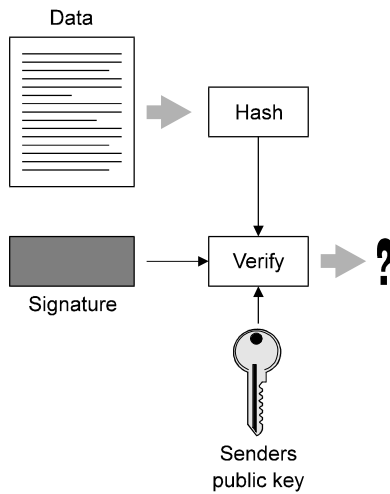 Data
Hash
Verify
?
Signature
Senders
public key